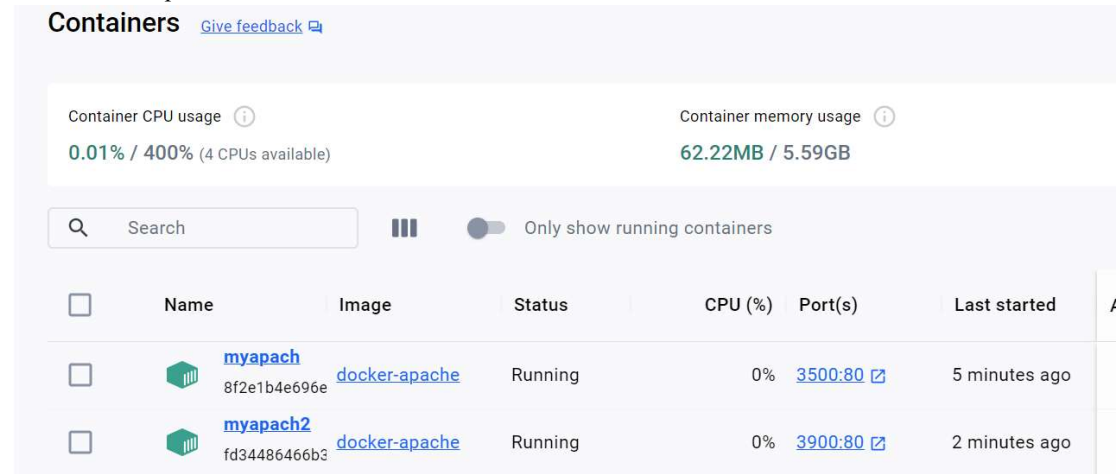 Containers Give feedback
Container CPU usage Container memory usage
0.01% / 400% (4 CPUs available) 62.22MB / 5.59GB
Search Only show running containers
Name Image Status CPU (%) Port(s) Last started
myapach
8f2e1b4e696e docker-apache Running 0% 3500:80 5 minutes ago
myapach2
fd34486466b3 docker-apache Running 0% 3900:80 2 minutes ago